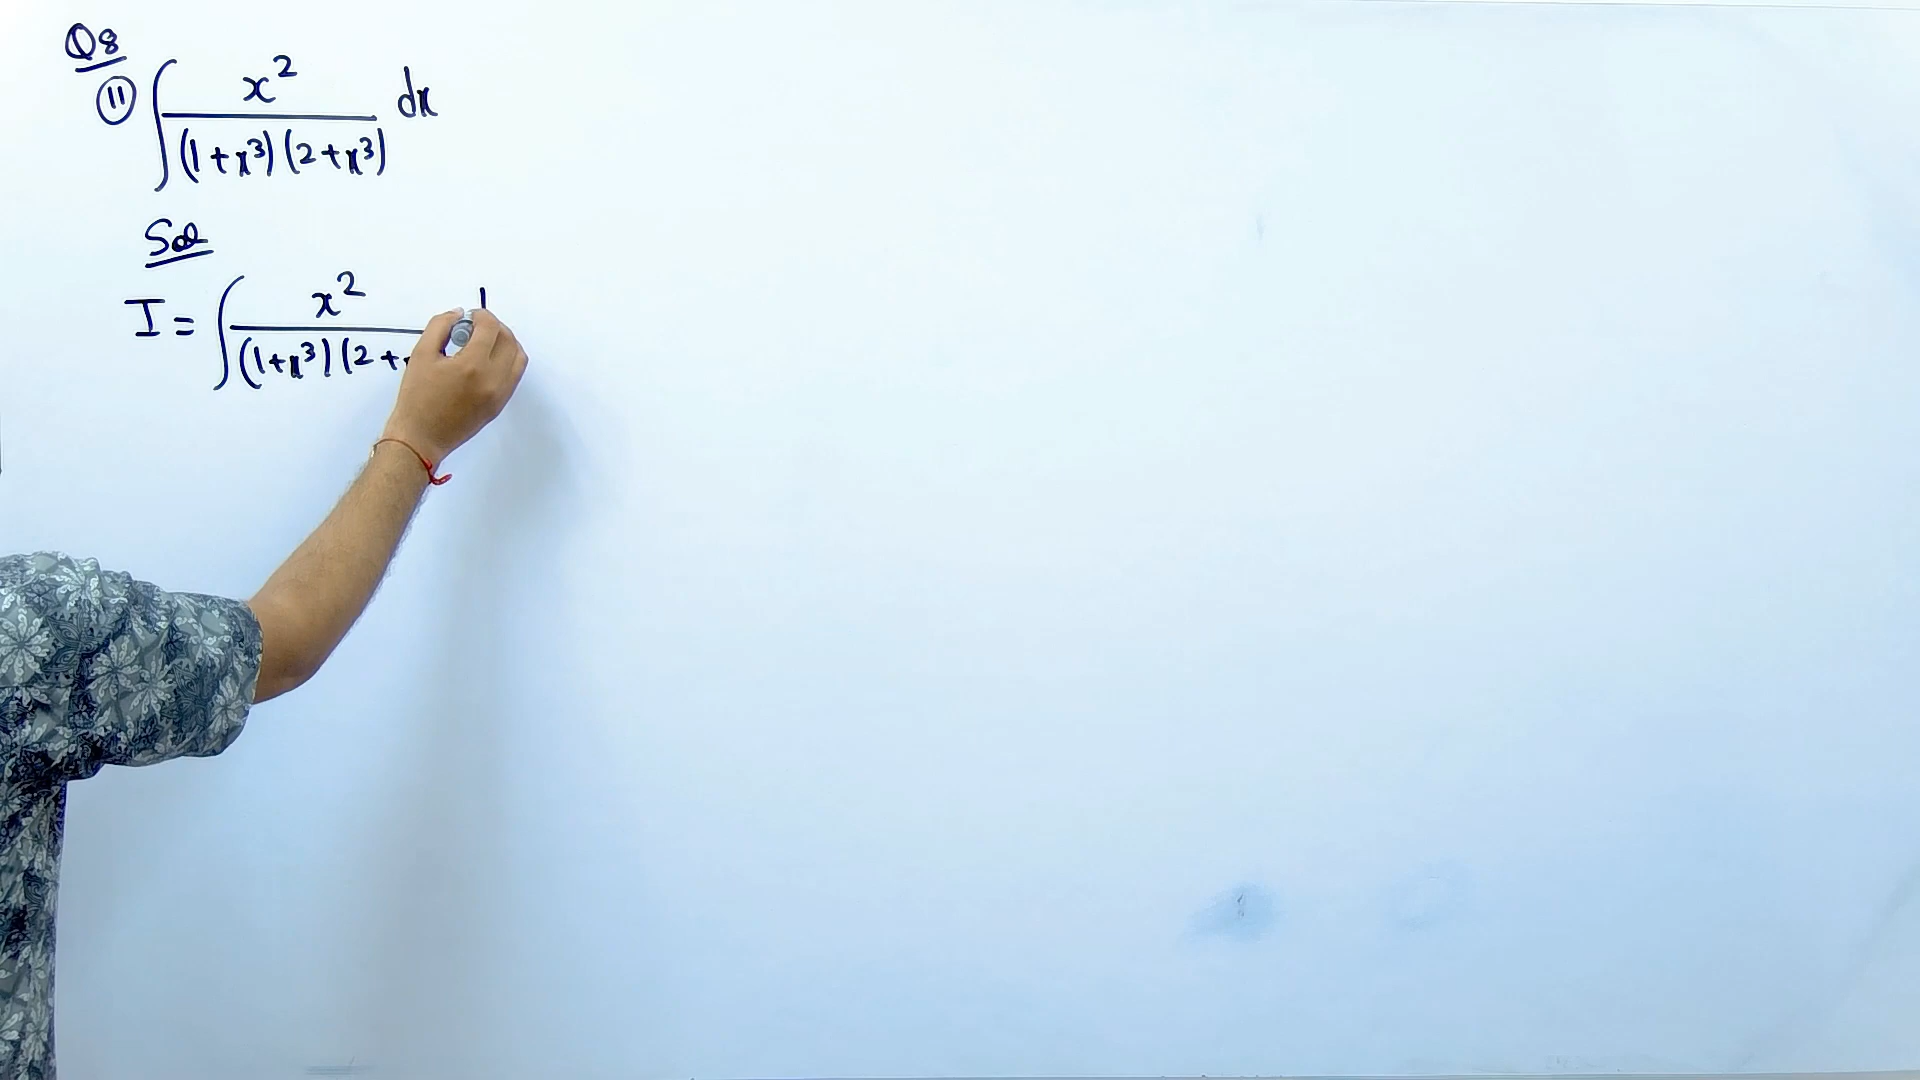 Q8
(11) ∫ x² / (1+x³)(2+x³) dx
Sol
I = ∫ x² / (1+x³)(2+